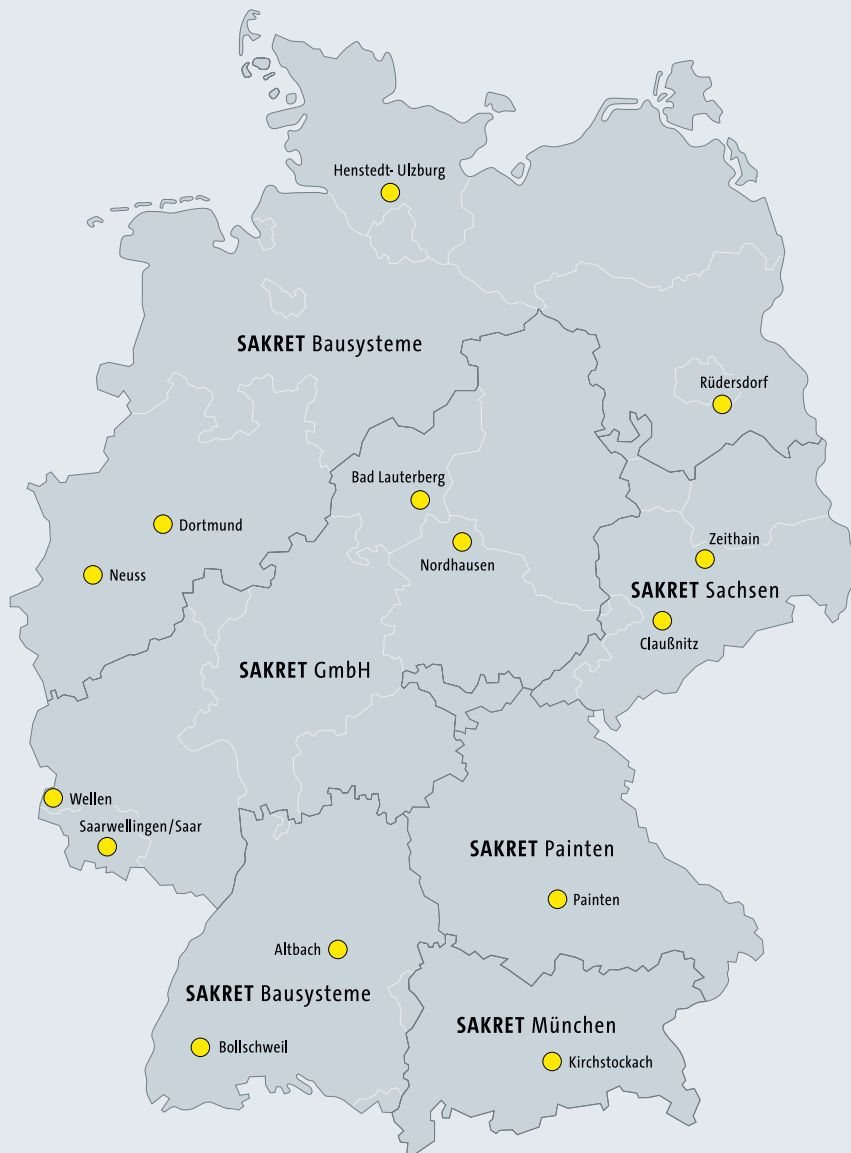 Henstedt- Ulzburg
SAKRET Bausysteme
Rüdersdorf
Bad Lauterberg
Dortmund
Zeithain
Nordhausen
Neuss
SAKRET Sachsen
Claußnitz
SAKRET GmbH
Wellen
Saarwellingen/Saar
SAKRET Painten
Painten
Altbach
SAKRET Bausysteme
SAKRET München
Bollschweil
Kirchstockach